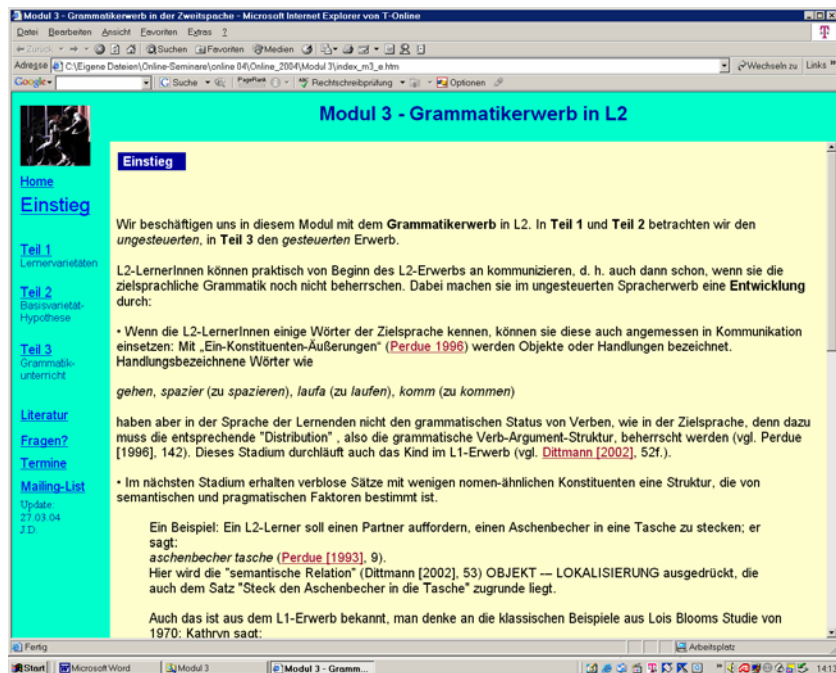 Modul 3 - Grammatikerwerb in der Zweitspache - Microsoft Internet Explorer von T-Online
Datei Bearbeiten Ansicht Favoriten Extras ?
Zurück Suchen Favoriten Medien
Adresse C:\Eigene Dateien\Online-Seminare\online 04\Online_2004\Modul 3\index_m3_e.htm Wechseln zu Links »
Google Suche PageRank Rechtschreibprüfung Optionen
Modul 3 - Grammatikerwerb in L2
Home
Einstieg
Teil 1
Lernervarietäten
Teil 2
Basisvarietät-
Hypothese
Teil 3
Grammatik-
unterricht
Literatur
Fragen?
Termine
Mailing-List
Update:
27.03.04
J.D.
Einstieg
Wir beschäftigen uns in diesem Modul mit dem Grammatikerwerb in L2. In Teil 1 und Teil 2 betrachten wir den
ungesteuerten, in Teil 3 den gesteuerten Erwerb.
L2-LernerInnen können praktisch von Beginn des L2-Erwerbs an kommunizieren, d. h. auch dann schon, wenn sie die
zielsprachliche Grammatik noch nicht beherrschen. Dabei machen sie im ungesteuerten Spracherwerb eine Entwicklung
durch:
• Wenn die L2-LernerInnen einige Wörter der Zielsprache kennen, können sie diese auch angemessen in Kommunikation
einsetzen: Mit „Ein-Konstituenten-Äußerungen“ (Perdue 1996) werden Objekte oder Handlungen bezeichnet.
Handlungsbezeichnene Wörter wie
gehen, spazier (zu spazieren), laufa (zu laufen), komm (zu kommen)
haben aber in der Sprache der Lernenden nicht den grammatischen Status von Verben, wie in der Zielsprache, denn dazu
muss die entsprechende "Distribution" , also die grammatische Verb-Argument-Struktur, beherrscht werden (vgl. Perdue
[1996], 142). Dieses Stadium durchläuft auch das Kind im L1-Erwerb (vgl. Dittmann [2002], 52f.).
• Im nächsten Stadium erhalten verblose Sätze mit wenigen nomen-ähnlichen Konstituenten eine Struktur, die von
semantischen und pragmatischen Faktoren bestimmt ist.
Ein Beispiel: Ein L2-Lerner soll einen Partner auffordern, einen Aschenbecher in eine Tasche zu stecken; er
sagt:
aschenbecher tasche (Perdue [1993], 9).
Hier wird die "semantische Relation" (Dittmann [2002], 53) OBJEKT --- LOKALISIERUNG ausgedrückt, die
auch dem Satz "Steck den Aschenbecher in die Tasche" zugrunde liegt.
Auch das ist aus dem L1-Erwerb bekannt, man denke an die klassischen Beispiele aus Lois Blooms Studie von
1970: Kathryn sagt:
Fertig Arbeitsplatz
Start Microsoft Word Modul 3 Modul 3 - Gramm... 14:13